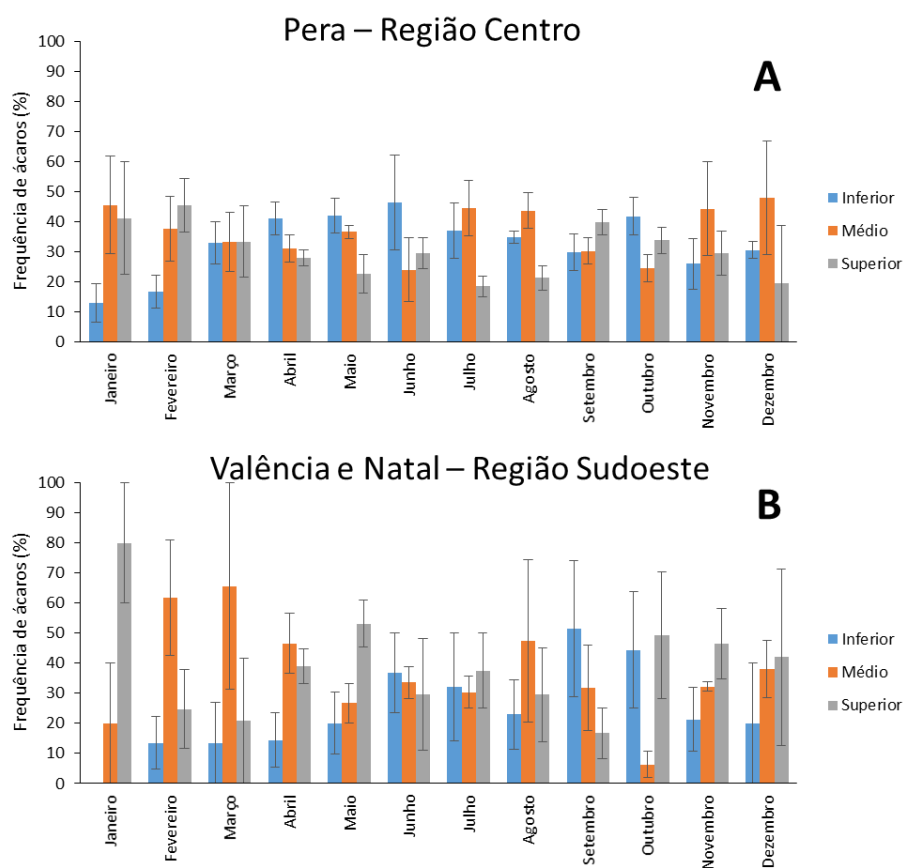 Pera – Região Centro
A
Frequência de ácaros (%)
100
90
80
70
60
50
40
30
20
10
0
Janeiro
Fevereiro
Março
Abril
Maio
Junho
Julho
Agosto
Setembro
Outubro
Novembro
Dezembro
Inferior
Médio
Superior
Valência e Natal – Região Sudoeste
B
Frequência de ácaros (%)
100
90
80
70
60
50
40
30
20
10
0
Janeiro
Fevereiro
Março
Abril
Maio
Junho
Julho
Agosto
Setembro
Outubro
Novembro
Dezembro
Inferior
Médio
Superior